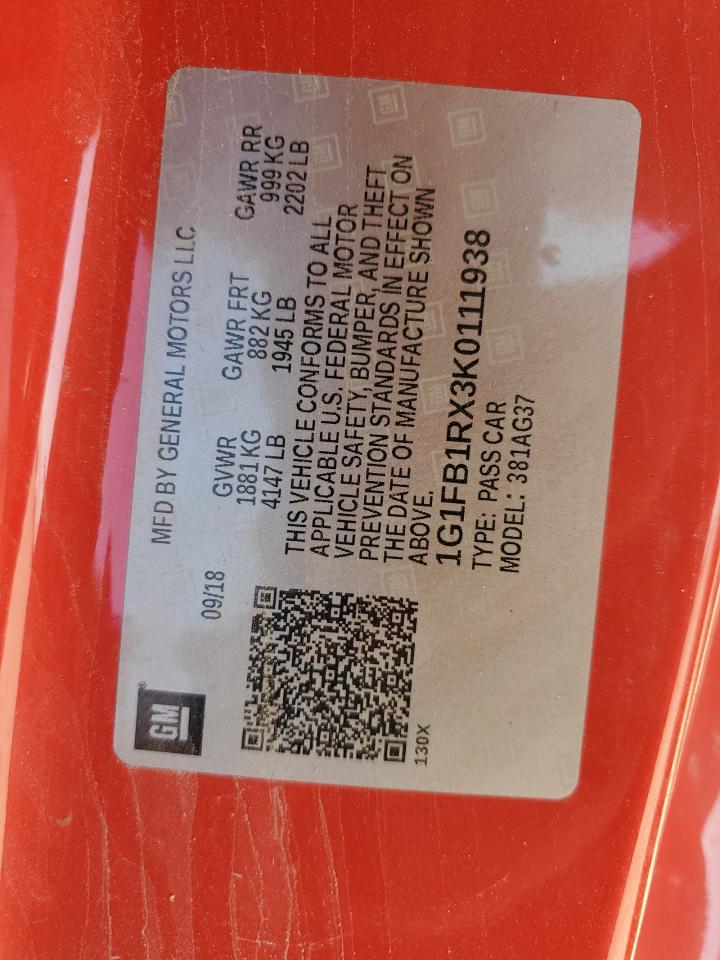 GM
MFD BY GENERAL MOTORS LLC
09/18
GVWR GAWR FRT GAWR RR
1881KG 882 KG 999 KG
4147 LB 1945 LB 2202 LB
THIS VEHICLE CONFORMS TO ALL
APPLICABLE U.S. FEDERAL MOTOR
VEHICLE SAFETY, BUMPER, AND THEFT
PREVENTION STANDARDS IN EFFECT ON
THE DATE OF MANUFACTURE SHOWN
ABOVE.
1G1FB1RX3K0111938
TYPE: PASS CAR
MODEL: 381AG37
130X